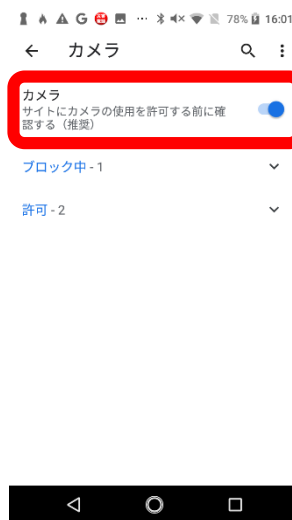 78% 16:01
カメラ
カメラ
サイトにカメラの使用を許可する前に確
認する（推奨）
ブロック中 - 1
許可 - 2